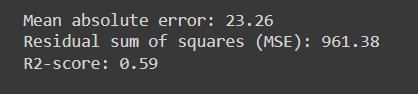 Mean absolute error: 23.26
Residual sum of squares (MSE): 961.38
R2-score: 0.59